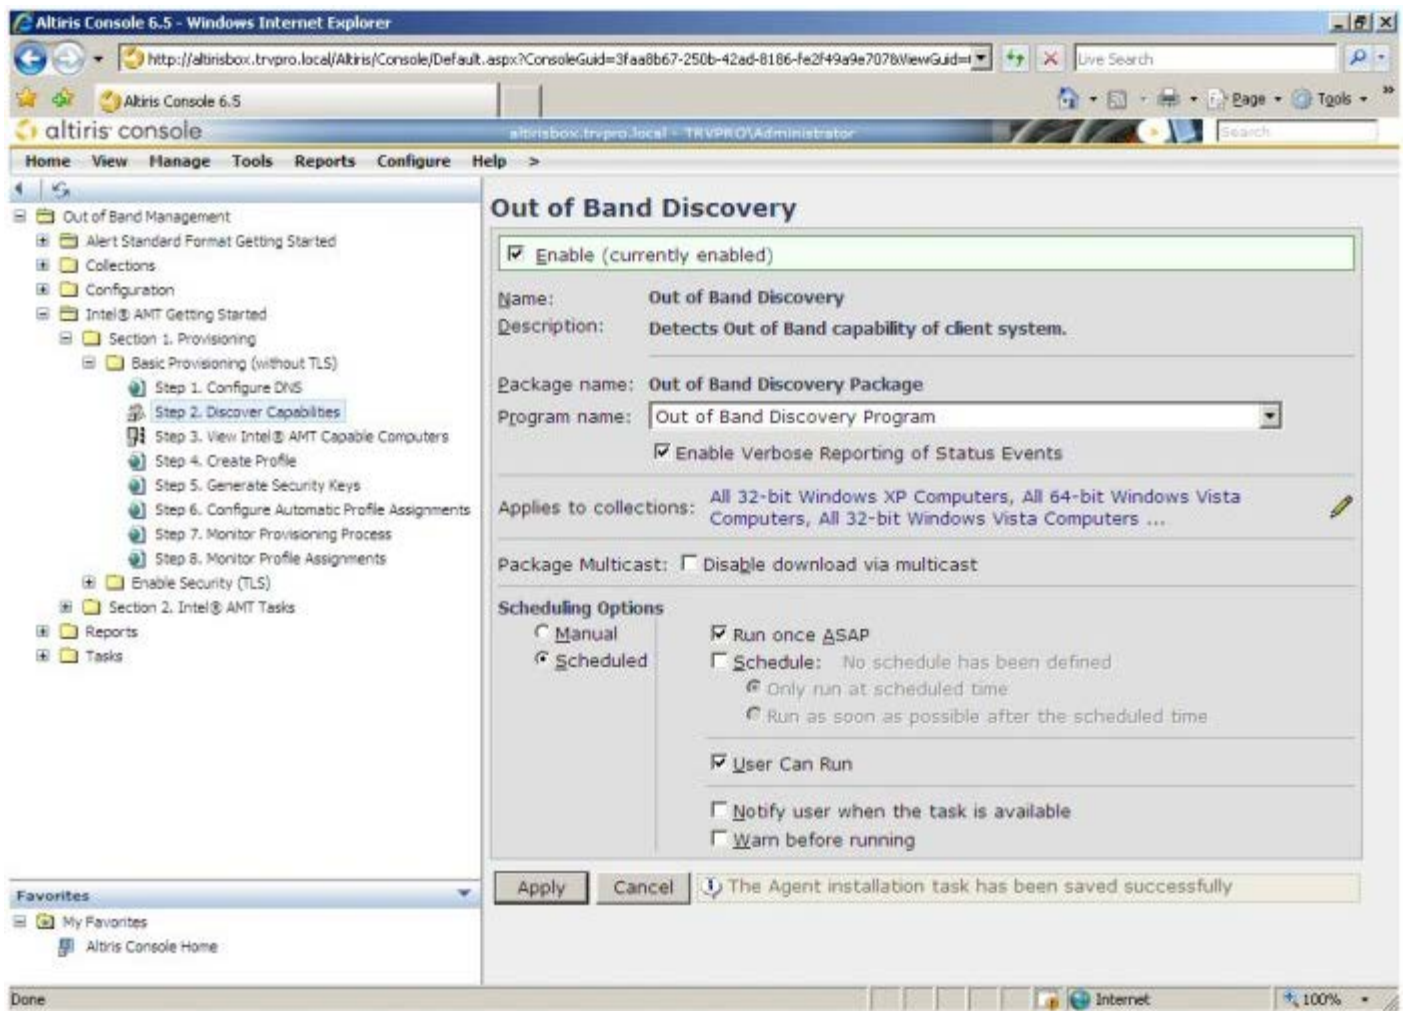 Altiris Console 6.5 - Windows Internet Explorer
http://altirisbox.trvpro.local/Altiris/Console/Default.aspx?ConsoleGuid=3faa8b67-250b-42ad-8186-fe2f49a9e707&ViewGuid=
Live Search
Altiris Console 6.5
Page
Tools
»
altiris console
altirisbox.trvpro.local - TRVPRO\Administrator
Search
Home View Manage Tools Reports Configure Help >
Out of Band Management
Alert Standard Format Getting Started
Collections
Configuration
Intel® AMT Getting Started
Section 1. Provisioning
Basic Provisioning (without TLS)
Step 1. Configure DNS
Step 2. Discover Capabilities
Step 3. View Intel® AMT Capable Computers
Step 4. Create Profile
Step 5. Generate Security Keys
Step 6. Configure Automatic Profile Assignments
Step 7. Monitor Provisioning Process
Step 8. Monitor Profile Assignments
Enable Security (TLS)
Section 2. Intel® AMT Tasks
Reports
Tasks
Favorites
My Favorites
Altiris Console Home
Out of Band Discovery
Enable (currently enabled)
Name: Out of Band Discovery
Description: Detects Out of Band capability of client system.
Package name: Out of Band Discovery Package
Program name: Out of Band Discovery Program
Enable Verbose Reporting of Status Events
Applies to collections: All 32-bit Windows XP Computers, All 64-bit Windows Vista
Computers, All 32-bit Windows Vista Computers ...
Package Multicast: Disable download via multicast
Scheduling Options
Manual
Scheduled
Run once ASAP
Schedule: No schedule has been defined
Only run at scheduled time
Run as soon as possible after the scheduled time
User Can Run
Notify user when the task is available
Warn before running
Apply
Cancel
The Agent installation task has been saved successfully
Done
Internet
100%